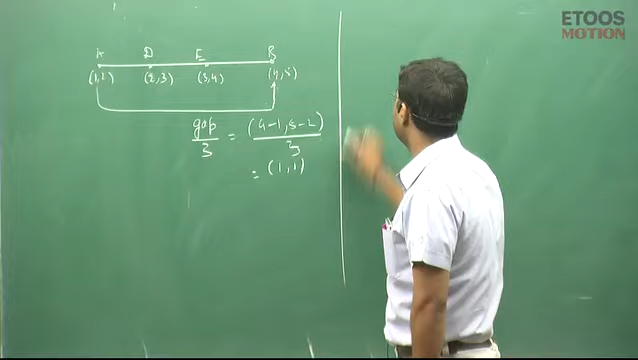 ETOOS
MOTION
A D E B
(1,2) (2,3) (3,4) (4,5)
gap/3 = (4-1, 5-2)/3
= (1,1)